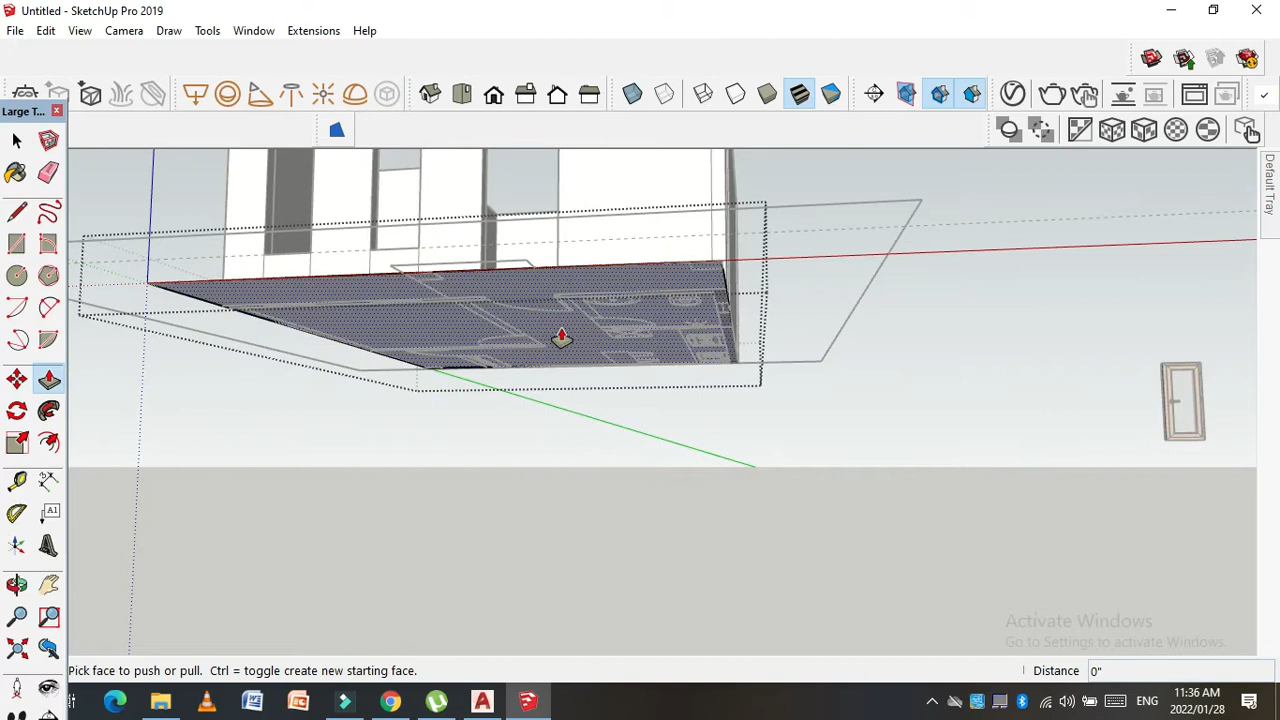 Untitled - SketchUp Pro 2019
File Edit View Camera Draw Tools Window Extensions Help
Large T...
Default Tray
A1
Activate Windows
Go to Settings to activate Windows.
Pick face to push or pull. Ctrl = toggle create new starting face.
Distance 0"
ENG
11:36 AM
2022/01/28